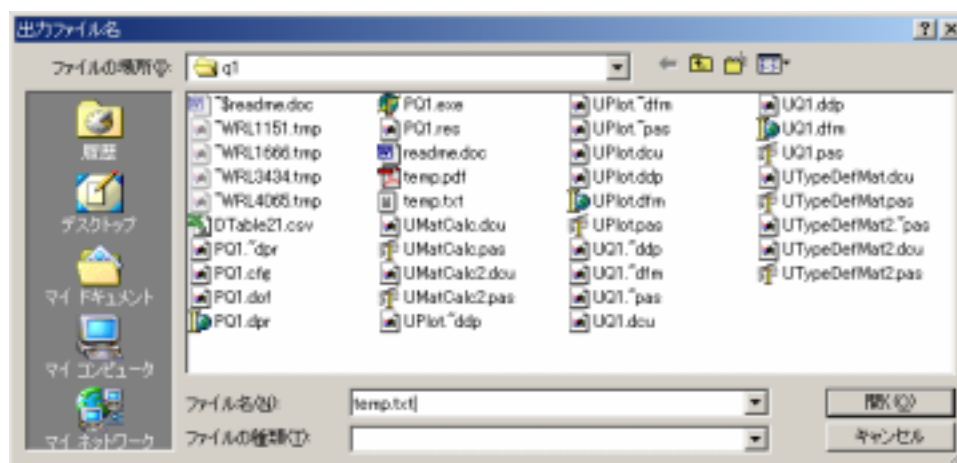 出力ファイル名
ファイルの場所(I):
q1
履歴
デスクトップ
マイ ドキュメント
マイ コンピュータ
マイ ネットワーク
~$readme.doc
~WRL1151.tmp
~WRL1666.tmp
~WRL3434.tmp
~WRL4065.tmp
DTable21.csv
PQ1.~dpr
PQ1.cfg
PQ1.dof
PQ1.dpr
PQ1.exe
PQ1.res
readme.doc
temp.pdf
temp.txt
UMatCalc.dcu
UMatCalc.pas
UMatCalc2.dcu
UMatCalc2.pas
UPlot.~ddp
UPlot.~dfm
UPlot.~pas
UPlot.dcu
UPlot.ddp
UPlot.dfm
UPlot.pas
UQ1.~ddp
UQ1.~dfm
UQ1.~pas
UQ1.dcu
UQ1.ddp
UQ1.dfm
UQ1.pas
UTypeDefMat.dcu
UTypeDefMat.pas
UTypeDefMat2.~pas
UTypeDefMat2.dcu
UTypeDefMat2.pas
ファイル名(N):
temp.txt
開く(O)
ファイルの種類(T):
キャンセル